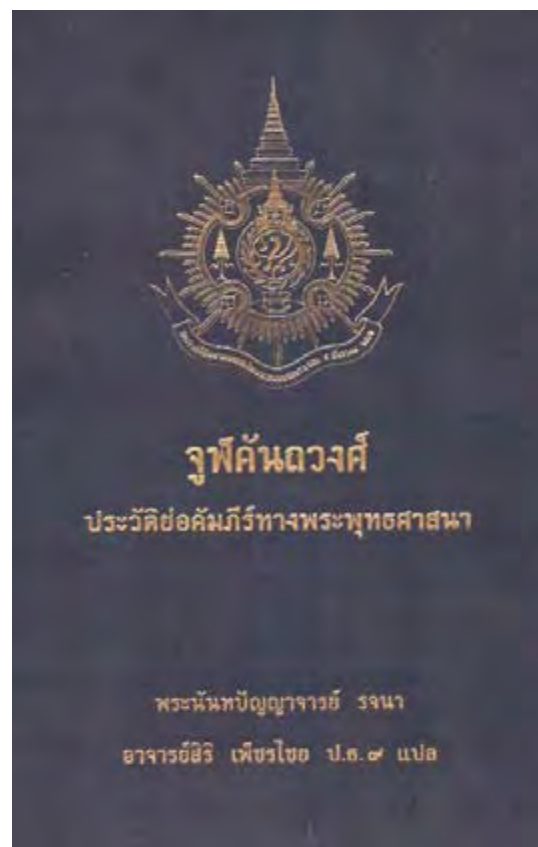 จูฬคันถวงศ์
ประวัติย่อคัมภีร์ทางพระพุทธศาสนา
พระนันทปัญญาจารย์ รจนา
อาจารย์สิริ เพ็ชรไชย ป.ธ.๙ แปล